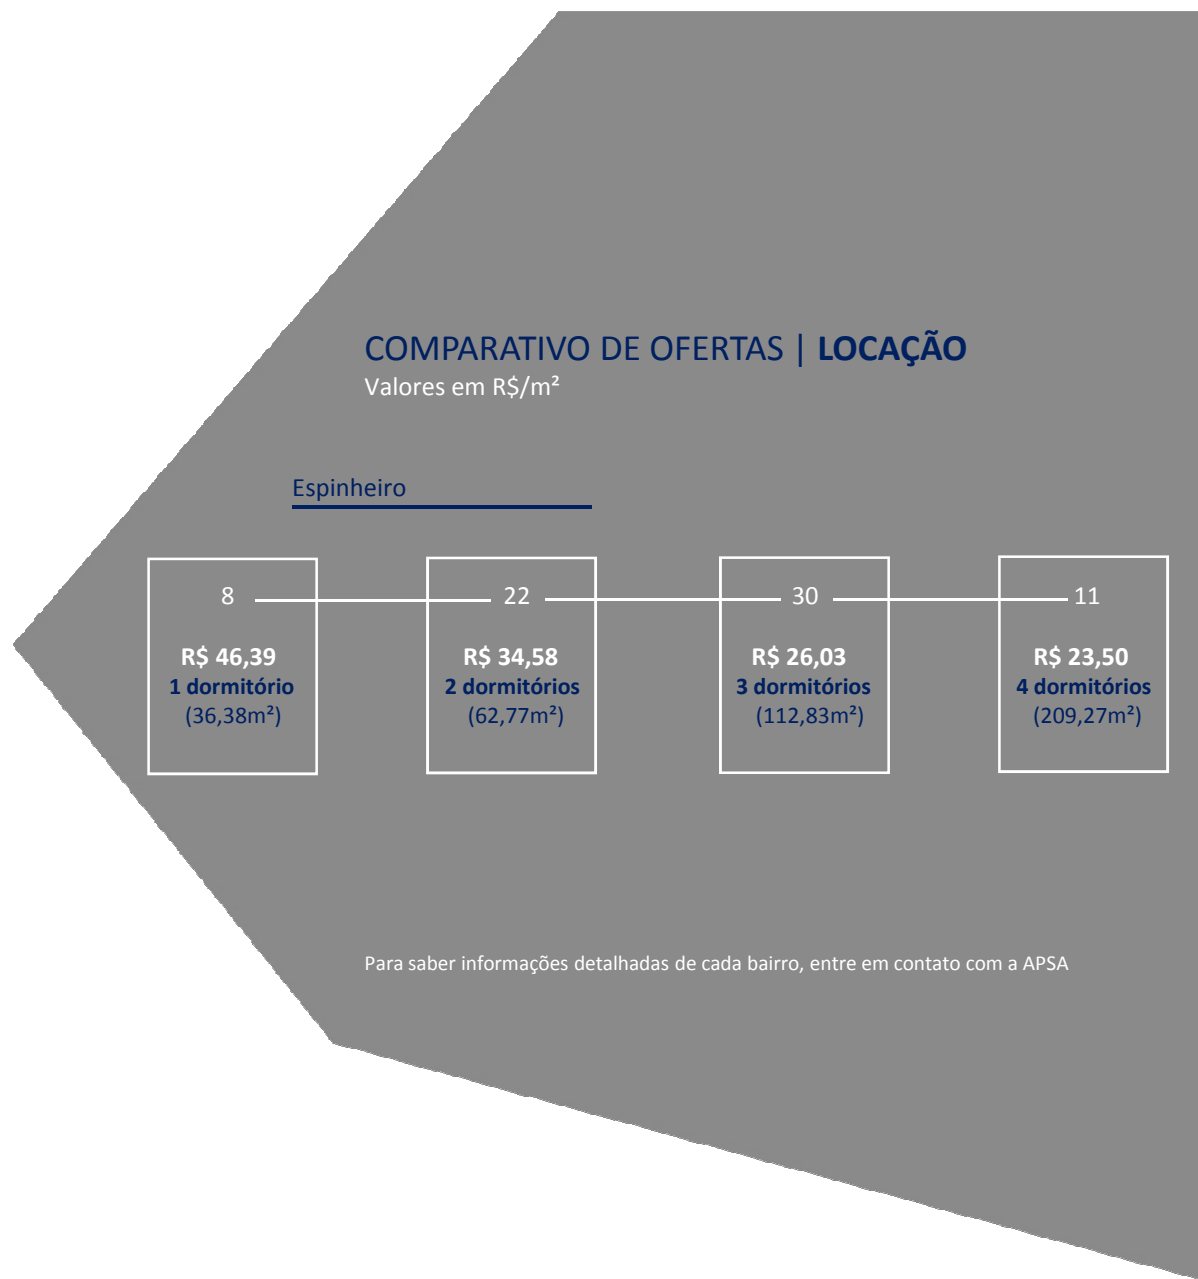 COMPARATIVO DE OFERTAS | LOCAÇÃO
Valores em R$/m²
Espinheiro
8
R$ 46,39
1 dormitório
(36,38m²)
22
R$ 34,58
2 dormitórios
(62,77m²)
30
R$ 26,03
3 dormitórios
(112,83m²)
11
R$ 23,50
4 dormitórios
(209,27m²)
Para saber informações detalhadas de cada bairro, entre em contato com a APSA